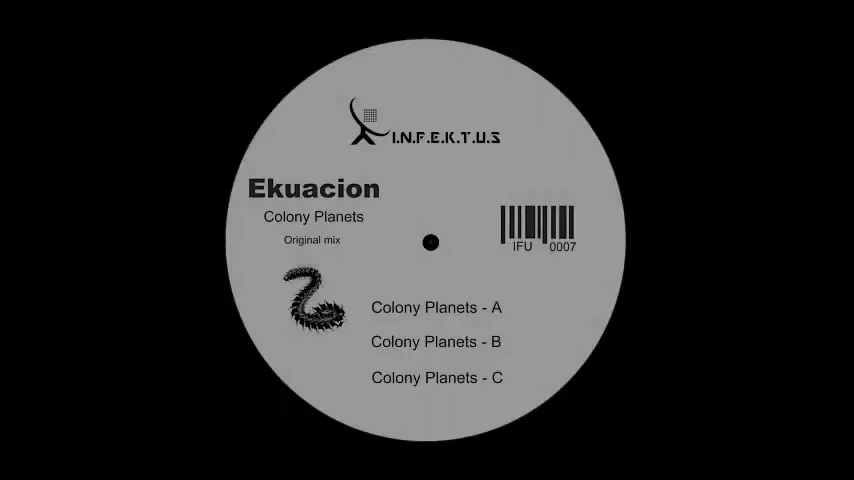 I.N.F.E.K.T.U.S
Ekuacion
Colony Planets
Original mix
IFU 0007
Colony Planets - A
Colony Planets - B
Colony Planets - C